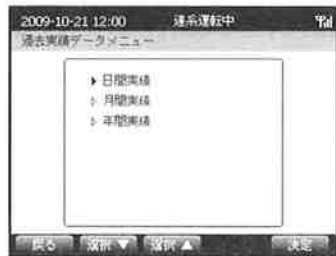 2009-10-21 12:00 連系運転中
過去実績データメニュー
日間実績
月間実績
年間実績
戻る 選択 ▼ 選択 ▲ 決定